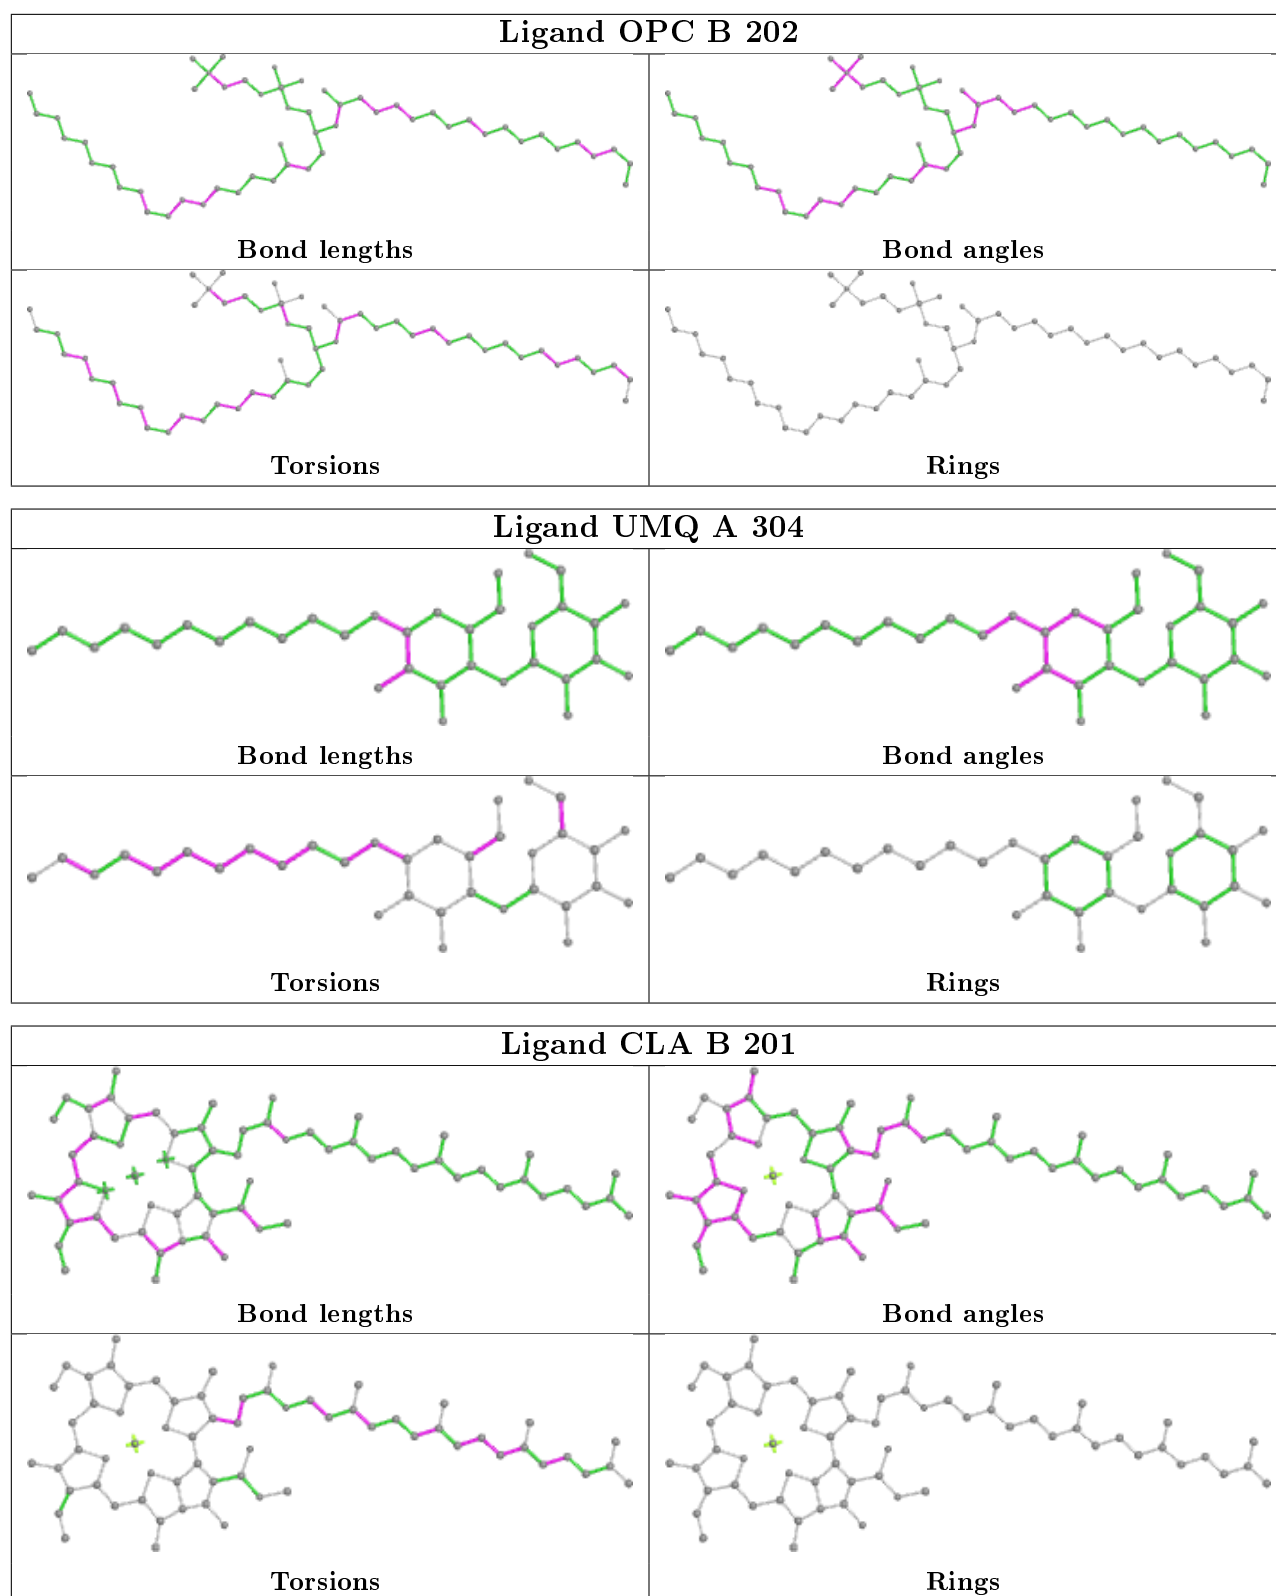 Ligand OPC B 202
Bond lengths
Bond angles
Torsions
Rings
Ligand UMQ A 304
Bond lengths
Bond angles
Torsions
Rings
Ligand CLA B 201
Bond lengths
Bond angles
Torsions
Rings